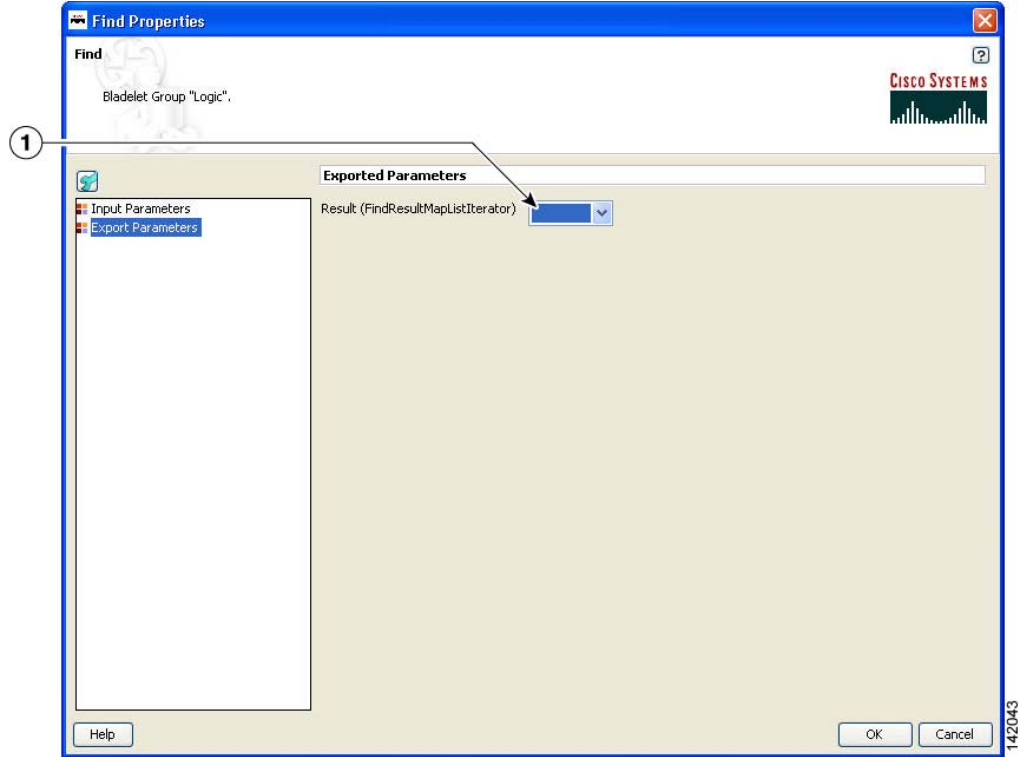 Find Properties
Find
?
Bladelet Group "Logic".
CISCO SYSTEMS
1
Exported Parameters
Input Parameters
Export Parameters
Result (FindResultMapListIterator)
Help
OK
Cancel
142043